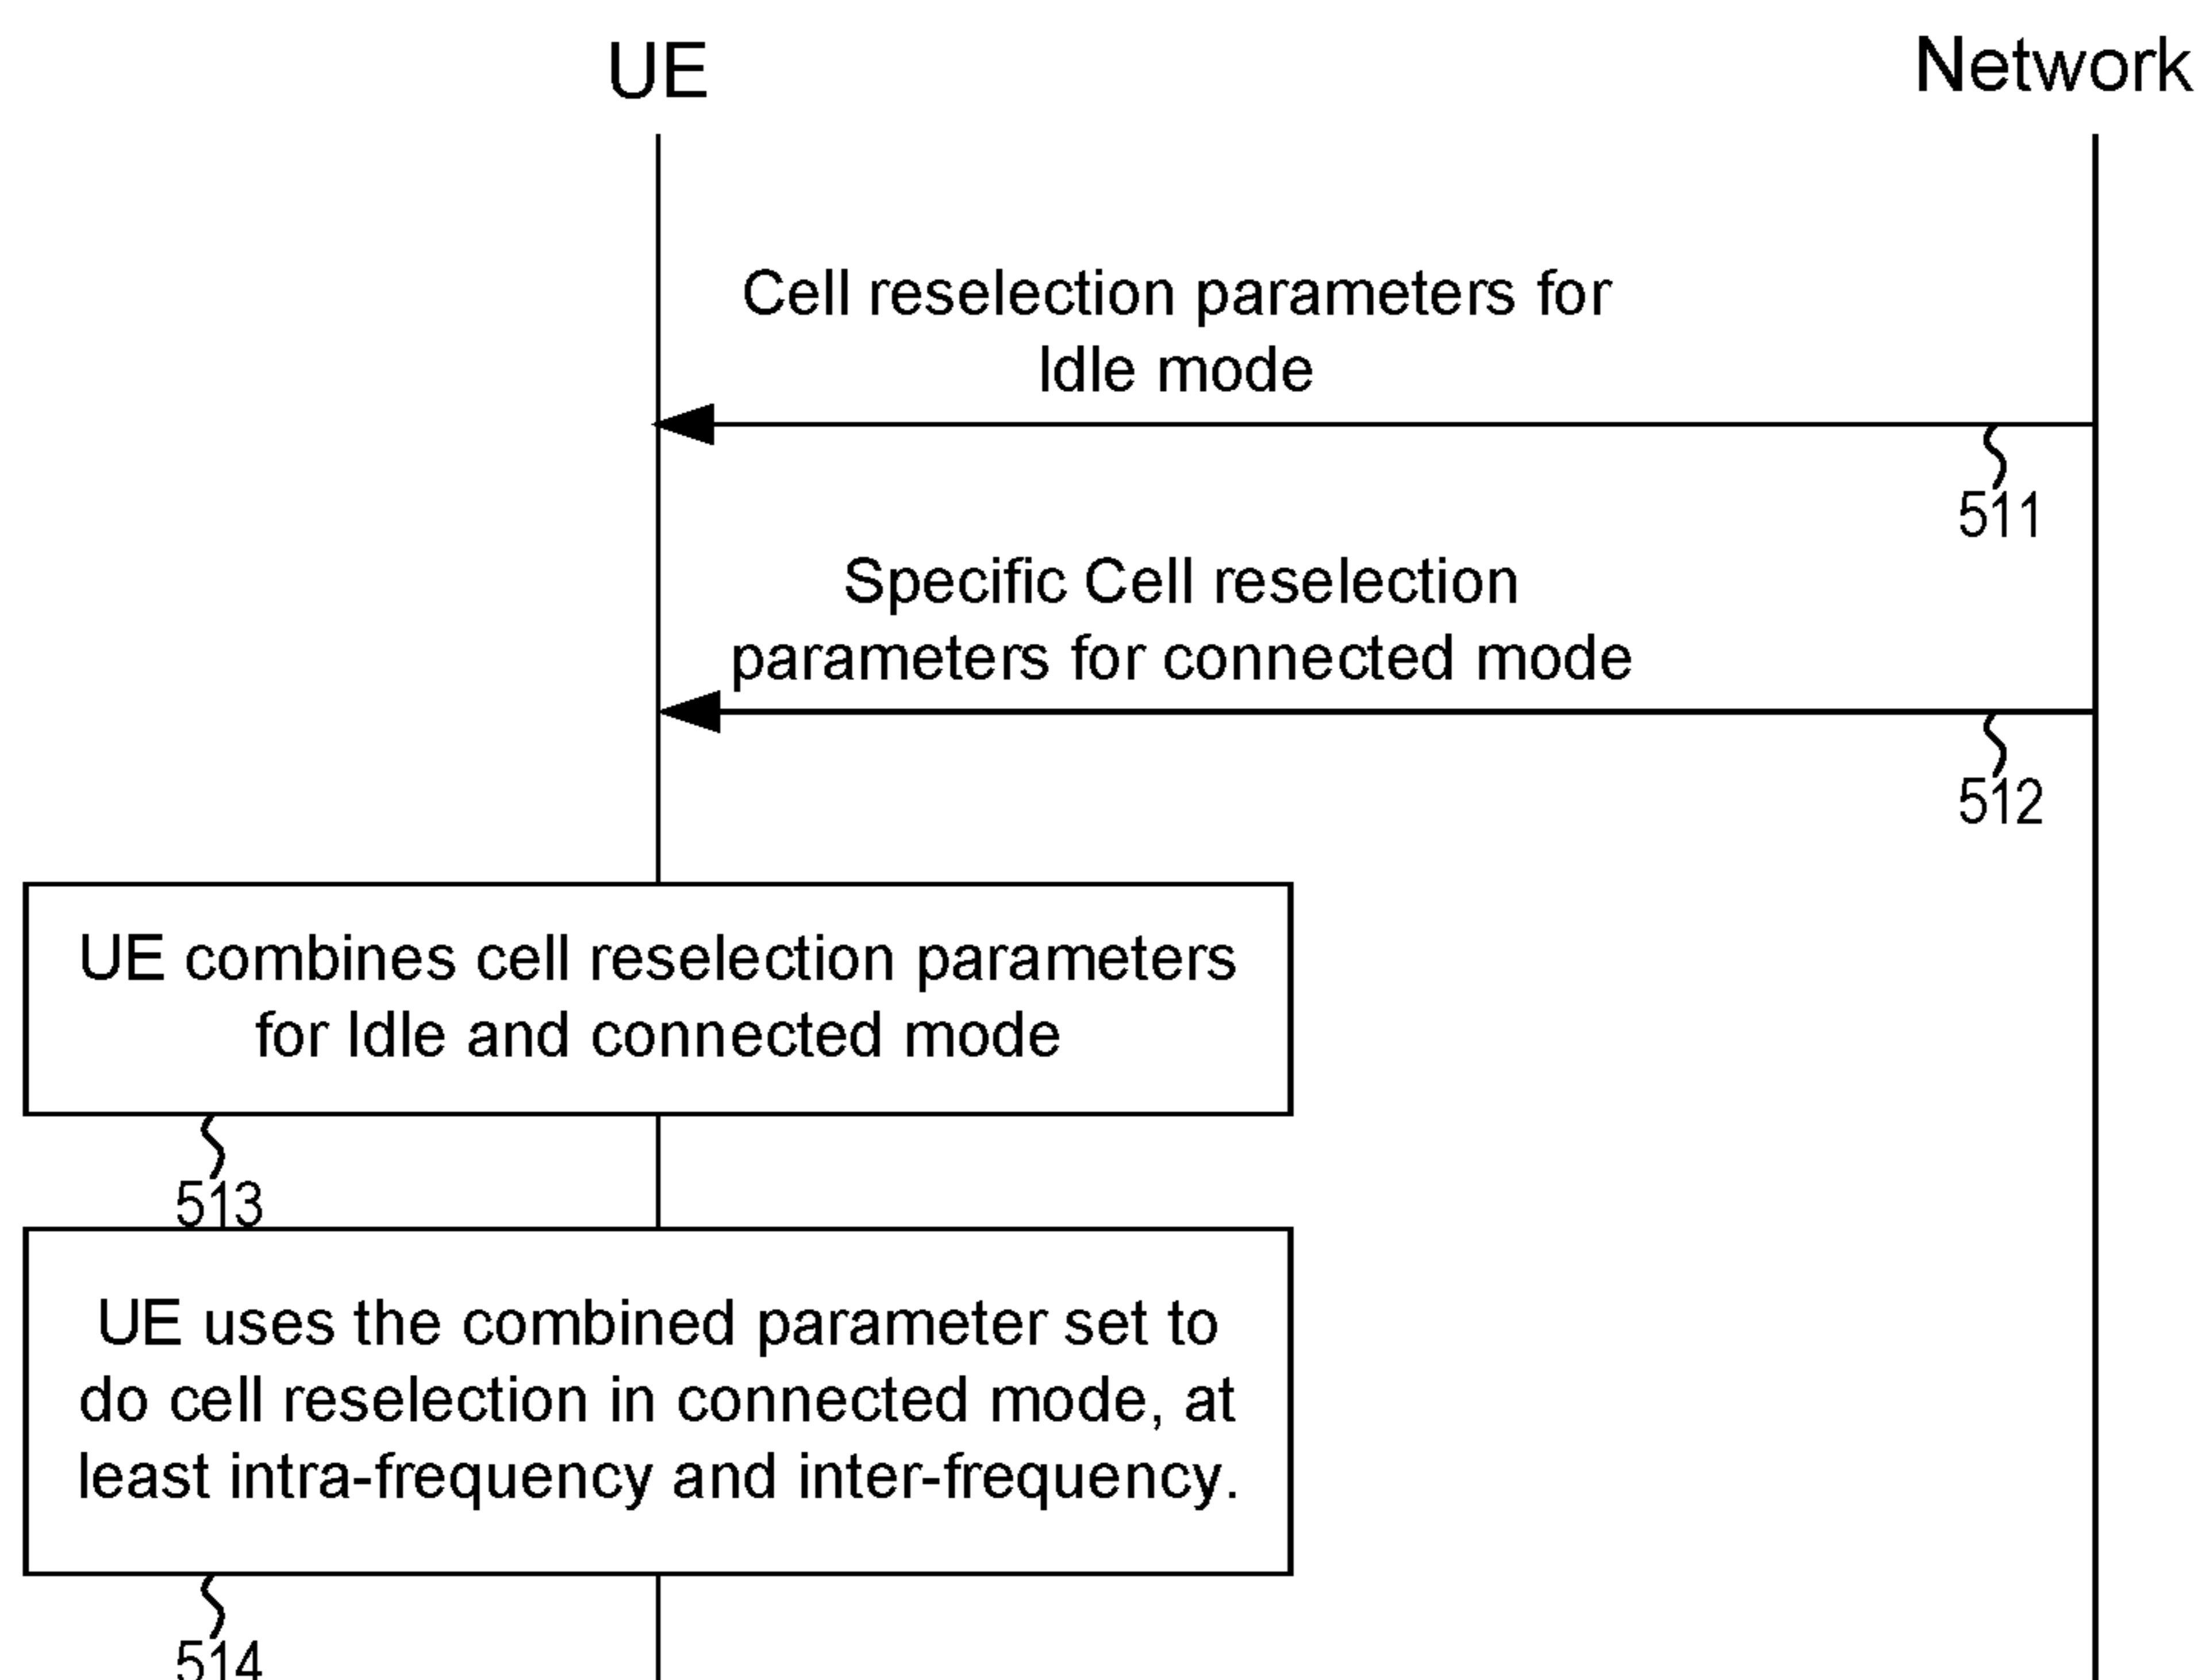 UE
Network
Cell reselection parameters for
Idle mode
511
Specific Cell reselection
parameters for connected mode
512
UE combines cell reselection parameters
for Idle and connected mode
513
UE uses the combined parameter set to
do cell reselection in connected mode, at
least intra-frequency and inter-frequency.
514